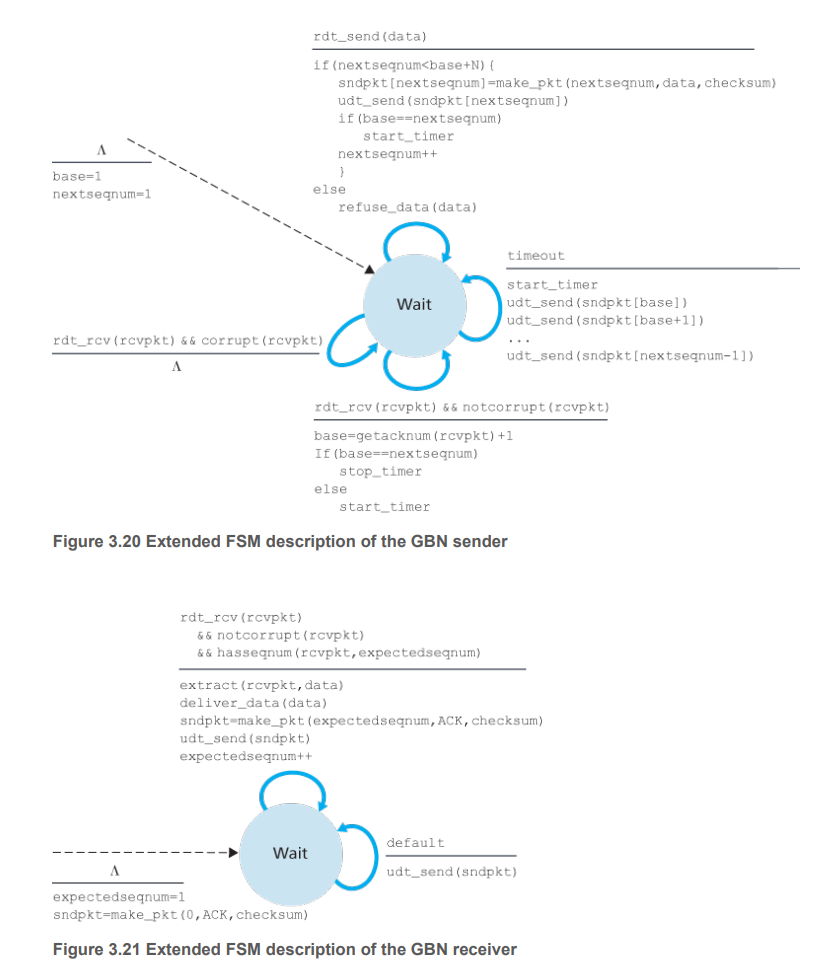 rdt_send(data)
if(nextseqnum<base+N){
sndpkt[nextseqnum]=make_pkt(nextseqnum,data,checksum)
udt_send(sndpkt[nextseqnum])
if(base==nextseqnum)
start_timer
nextseqnum++
}
else
refuse_data(data)
Λ
base=1
nextseqnum=1
timeout
start_timer
udt_send(sndpkt[base])
udt_send(sndpkt[base+1])
...
udt_send(sndpkt[nextseqnum-1])
Wait
rdt_rcv(rcvpkt) && corrupt(rcvpkt)
Λ
rdt_rcv(rcvpkt) && notcorrupt(rcvpkt)
base=getacknum(rcvpkt)+1
If(base==nextseqnum)
stop_timer
else
start_timer
Figure 3.20 Extended FSM description of the GBN sender
rdt_rcv(rcvpkt)
&& notcorrupt(rcvpkt)
&& hasseqnum(rcvpkt,expectedseqnum)
extract(rcvpkt,data)
deliver_data(data)
sndpkt=make_pkt(expectedseqnum,ACK,checksum)
udt_send(sndpkt)
expectedseqnum++
Wait
default
udt_send(sndpkt)
Λ
expectedseqnum=1
sndpkt=make_pkt(0,ACK,checksum)
Figure 3.21 Extended FSM description of the GBN receiver